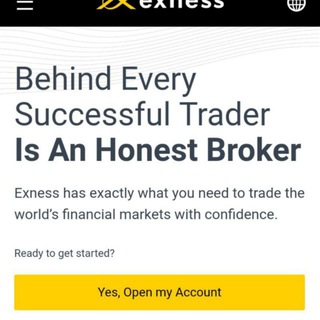 exness
Behind Every
Successful Trader
Is An Honest Broker
Exness has exactly what you need to trade the
world's financial markets with confidence.
Ready to get started?
Yes, Open my Account